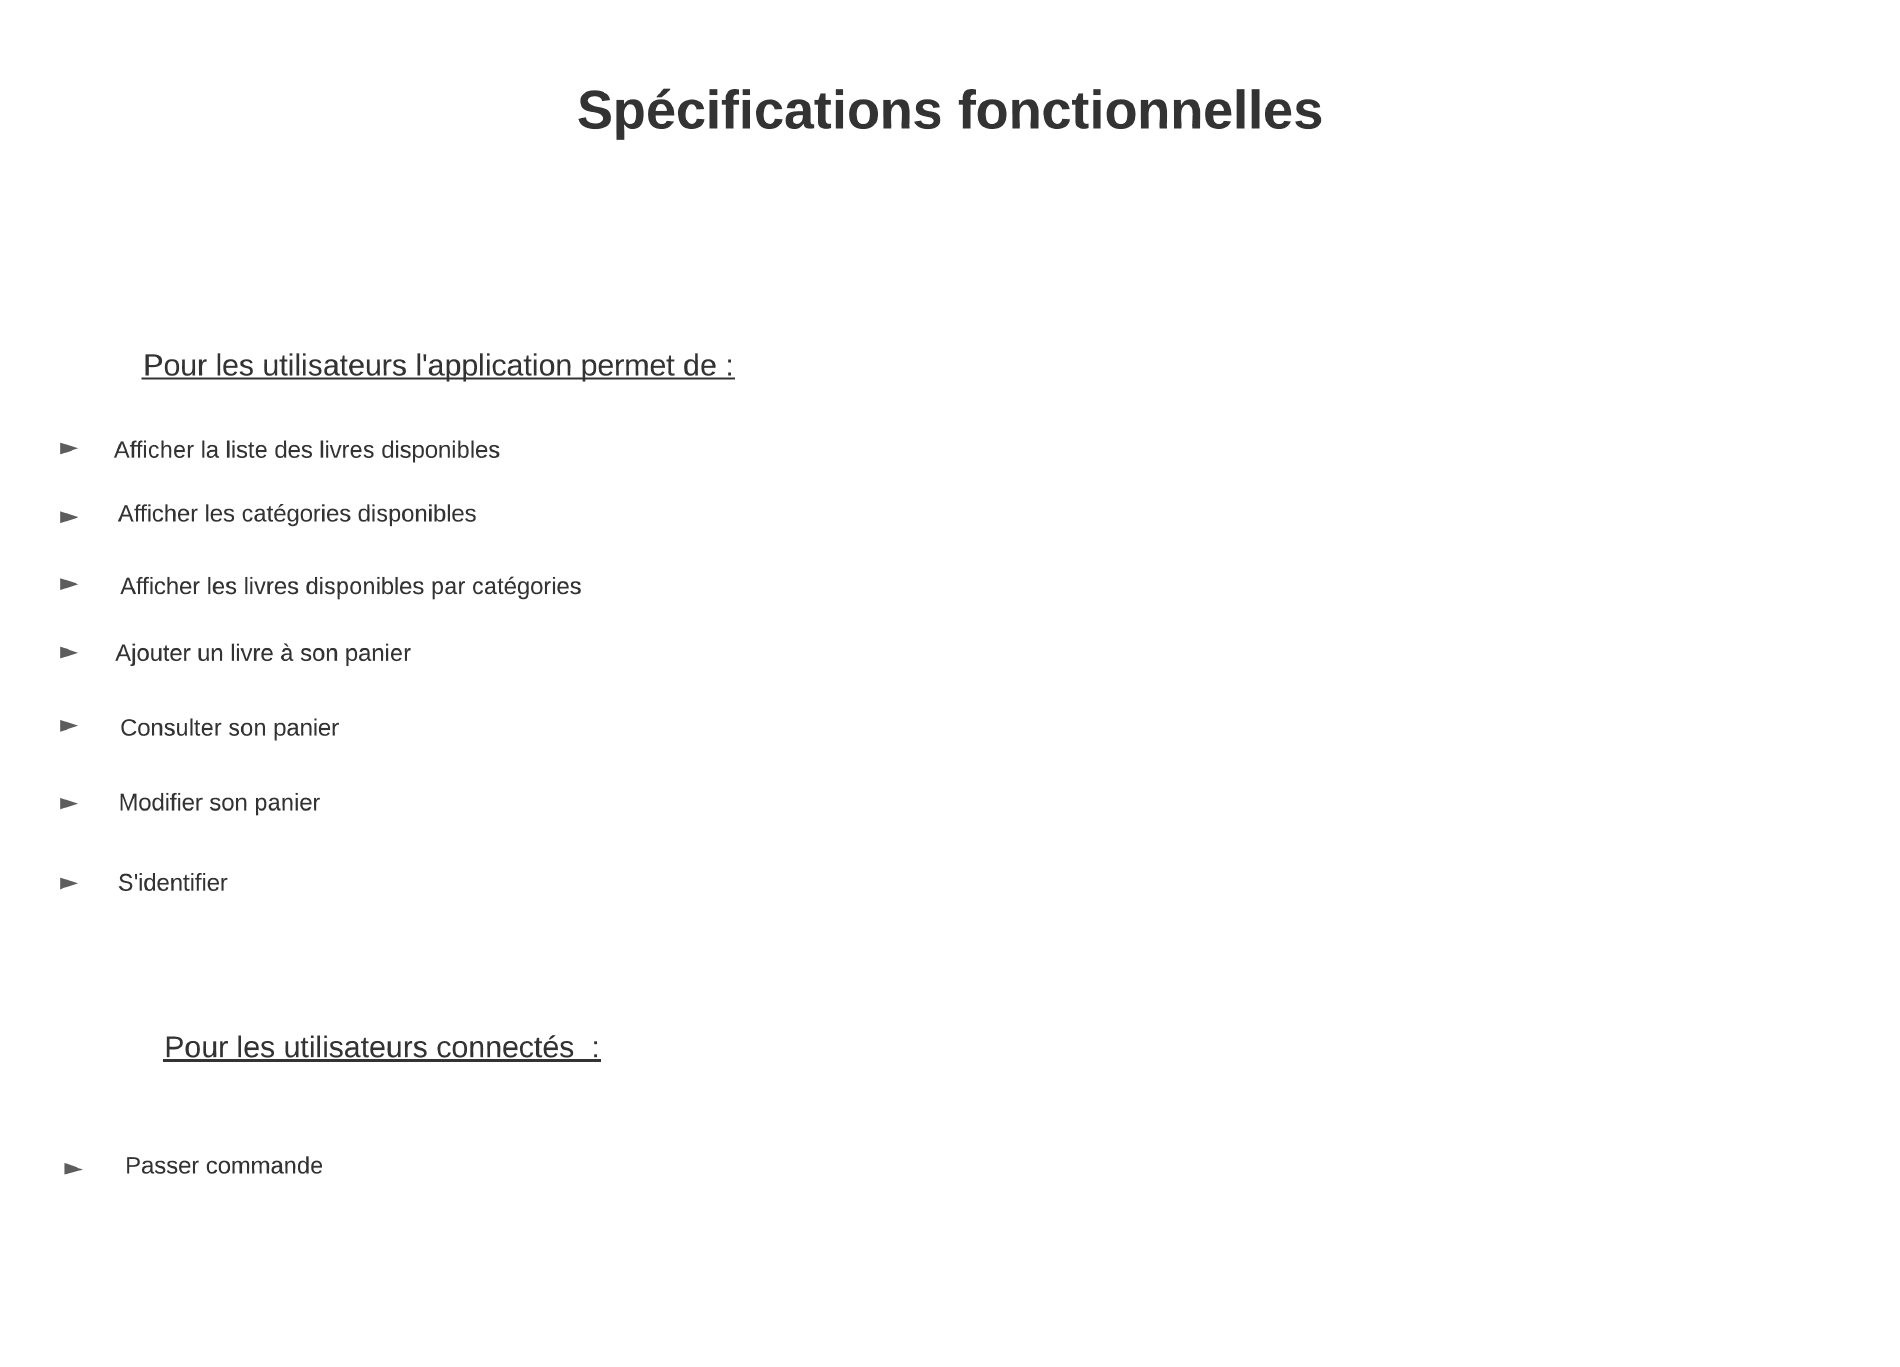 Spécifications fonctionnelles
Pour les utilisateurs l'application permet de :
► Afficher la liste des livres disponibles
► Afficher les catégories disponibles
► Afficher les livres disponibles par catégories
► Ajouter un livre à son panier
► Consulter son panier
► Modifier son panier
► S'identifier
Pour les utilisateurs connectés  :
► Passer commande